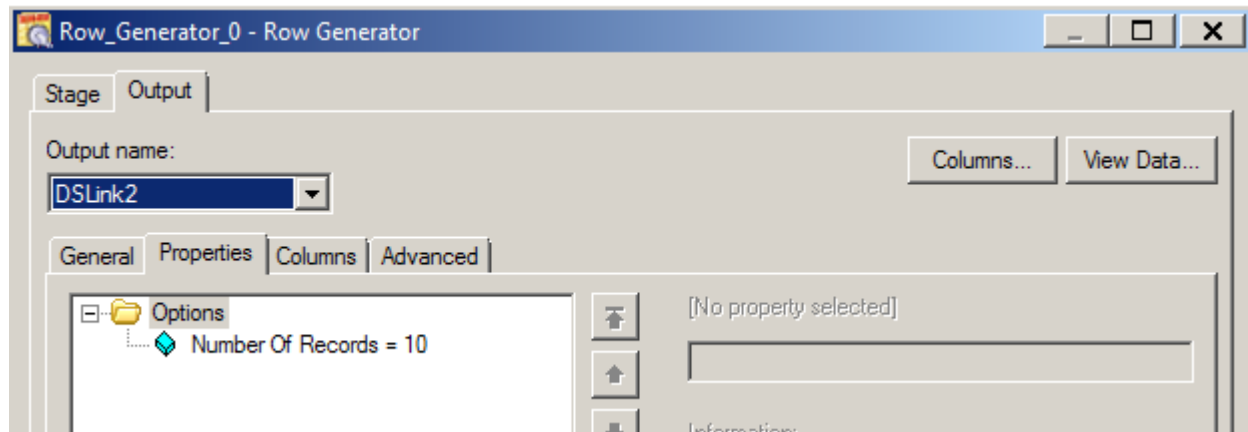 Row_Generator_0 - Row Generator
Stage Output
Output name:
Columns... View Data...
DSLink2
General Properties Columns Advanced
Options
[No property selected]
Number Of Records = 10
Information: